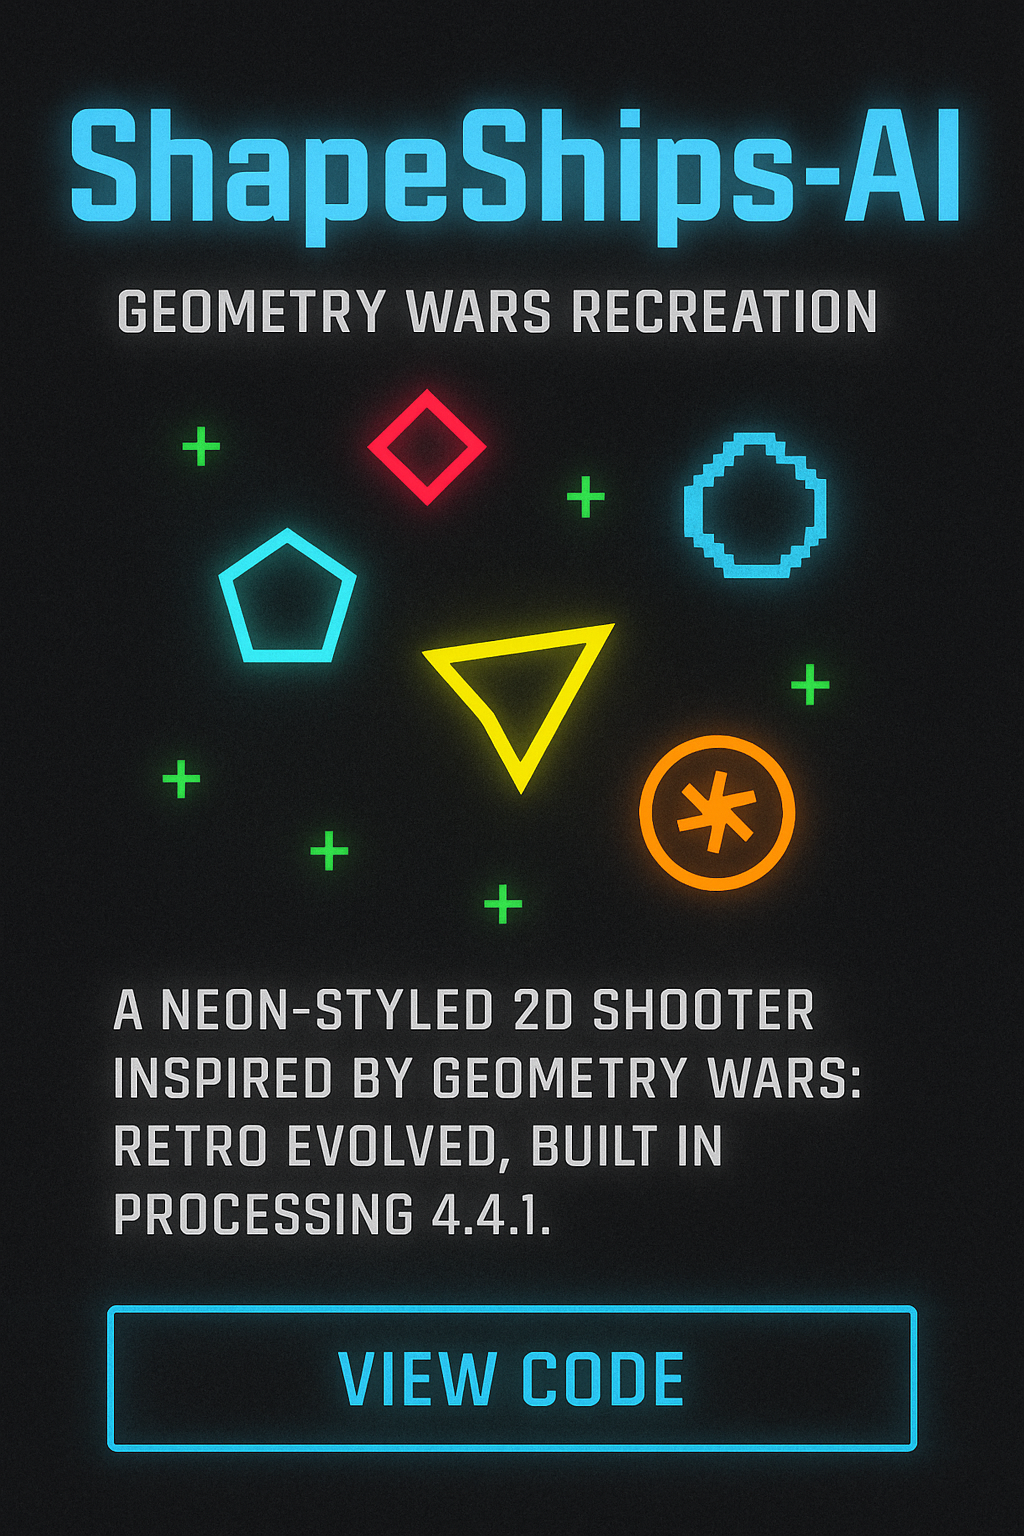 ShapeShips-AI
GEOMETRY WARS RECREATION
A NEON-STYLED 2D SHOOTER
INSPIRED BY GEOMETRY WARS:
RETRO EVOLVED, BUILT IN
PROCESSING 4.4.1.
VIEW CODE